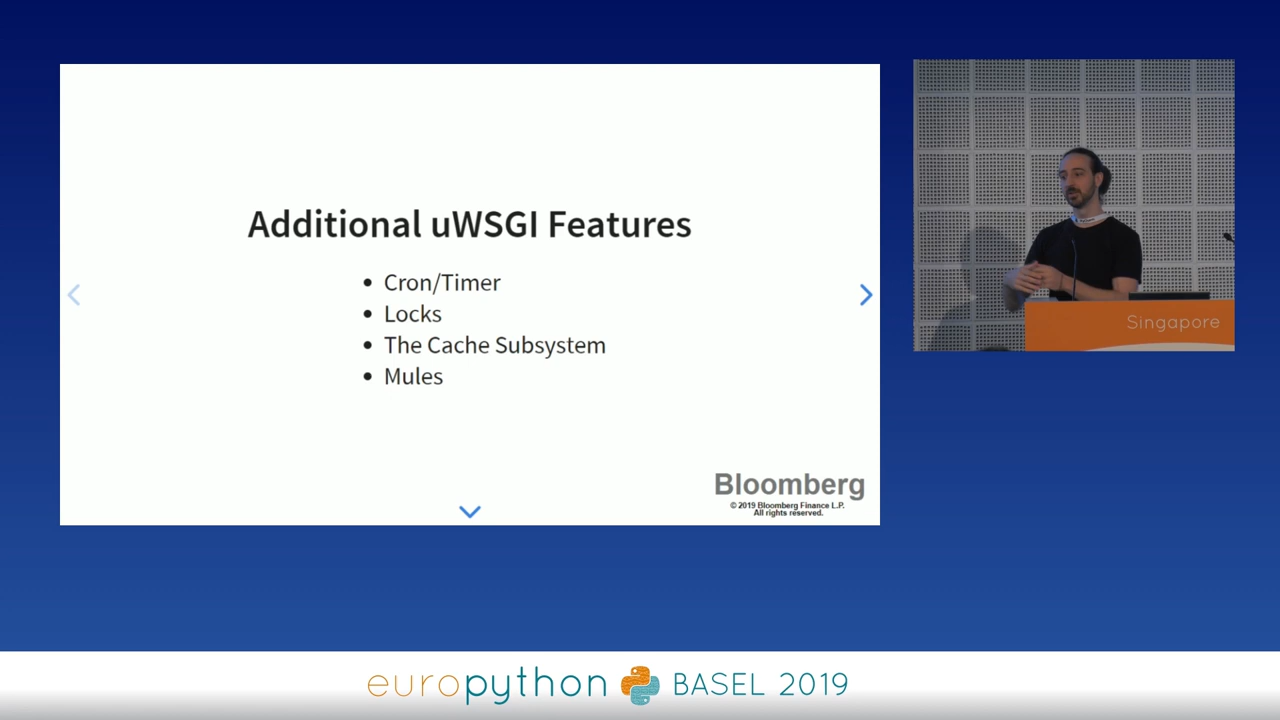 Additional uWSGI Features
• Cron/Timer
• Locks
• The Cache Subsystem
• Mules
Bloomberg
© 2019 Bloomberg Finance L.P.
All rights reserved.
Singapore
europython BASEL 2019